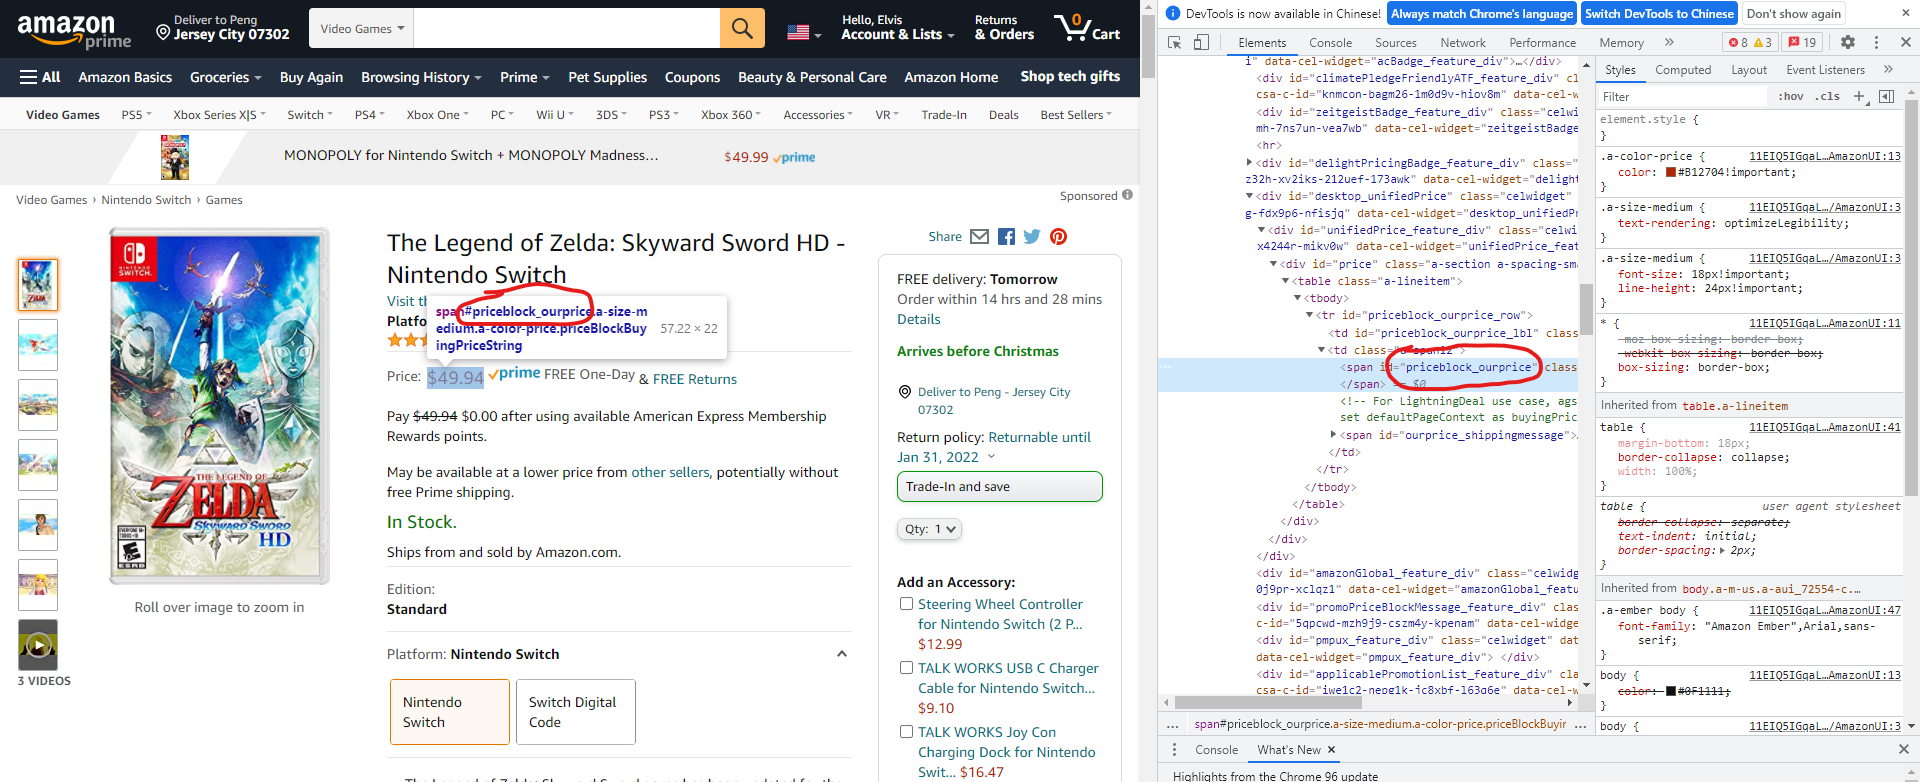 amazon prime
Deliver to Peng
Jersey City 07302
Video Games
Hello, Elvis
Account & Lists
Returns
& Orders
0
Cart
All
Amazon Basics
Groceries
Buy Again
Browsing History
Prime
Pet Supplies
Coupons
Beauty & Personal Care
Amazon Home
Shop tech gifts
Video Games
PS5
Xbox Series X|S
Switch
PS4
Xbox One
PC
Wii U
3DS
PS3
Xbox 360
Accessories
VR
Trade-In
Deals
Best Sellers
MONOPOLY for Nintendo Switch + MONOPOLY Madness…
$49.99 prime
Sponsored
Video Games › Nintendo Switch › Games
NINTENDO
SWITCH.
THE LEGEND OF
ZELDA
SKYWARD SWORD
HD
E
ESRB
Roll over image to zoom in
3 VIDEOS
The Legend of Zelda: Skyward Sword HD -
Nintendo Switch
Visit th
Platfo
span#priceblock_ourprice.a-size-m
edium.a-color-price.priceBlockBuy
ingPriceString
57.22 × 22
Price: $49.94 prime FREE One-Day & FREE Returns
Pay $49.94 $0.00 after using available American Express Membership
Rewards points.
May be available at a lower price from other sellers, potentially without
free Prime shipping.
In Stock.
Ships from and sold by Amazon.com.
Edition:
Standard
Platform: Nintendo Switch
Nintendo
Switch
Switch Digital
Code
Share
FREE delivery: Tomorrow
Order within 14 hrs and 28 mins
Details
Arrives before Christmas
Deliver to Peng - Jersey City
07302
Return policy: Returnable until
Jan 31, 2022
Trade-In and save
Qty: 1
Add an Accessory:
Steering Wheel Controller
for Nintendo Switch (2 P...
$12.99
TALK WORKS USB C Charger
Cable for Nintendo Switch...
$9.10
TALK WORKS Joy Con
Charging Dock for Nintendo
Swit... $16.47
DevTools is now available in Chinese!
Always match Chrome's language
Switch DevTools to Chinese
Don't show again
Elements
Console
Sources
Network
Performance
Memory
8
3
19
i" data-cel-widget="acBadge_feature_div">…</div>
<div id="climatePledgeFriendlyATF_feature_div" cl
csa-c-id="knmcon-bagm26-1m0d9v-hiov8m" data-cel-w
<div id="zeitgeistBadge_feature_div" class="celwi
mh-7ns7un-vea7wb" data-cel-widget="zeitgeistBadge
<hr>
<div id="delightPricingBadge_feature_div" class="
z32h-xv2iks-212uef-173awk" data-cel-widget="deligh
<div id="desktop_unifiedPrice" class="celwidget"
g-fdx9p6-nfisjq" data-cel-widget="desktop_unifiedPr
<div id="unifiedPrice_feature_div" class="celwi
x4244r-mikv0w" data-cel-widget="unifiedPrice_feat
<div id="price" class="a-section a-spacing-sma
<table class="a-lineitem">
<tbody>
<tr id="priceblock_ourprice_row">
<td id="priceblock_ourprice_lbl" class
<td class="a-span12">
<span id="priceblock_ourprice" class
</span> == $0
<!-- For LightningDeal use case, ags
set defaultPageContext as buyingPric
<span id="ourprice_shippingmessage">
</td>
</tr>
</tbody>
</table>
</div>
</div>
</div>
<div id="amazonGlobal_feature_div" class="celwidg
0j9pr-xclqz1" data-cel-widget="amazonGlobal_featu
<div id="promoPriceBlockMessage_feature_div" class
c-id="5qpcwd-mzh9j9-cszm4y-kpenam" data-cel-widge
<div id="pmpux_feature_div" class="celwidget" dat
data-cel-widget="pmpux_feature_div"> </div>
<div id="applicablePromotionList_feature_div" cla
span#priceblock_ourprice.a-size-medium.a-color-price.priceBlockBuyir
Styles
Computed
Layout
Event Listeners
Filter
:hov .cls
element.style {
}
.a-color-price { 11EIQ5IGqaL…AmazonUI:13
color: #B12704!important;
}
.a-size-medium { 11EIQ5IGqaL…/AmazonUI:3
text-rendering: optimizeLegibility;
}
.a-size-medium { 11EIQ5IGqaL…/AmazonUI:3
font-size: 18px!important;
line-height: 24px!important;
}
* { 11EIQ5IGqaL…AmazonUI:11
-moz-box-sizing: border-box;
-webkit-box-sizing: border-box;
box-sizing: border-box;
}
Inherited from table.a-lineitem
table { 11EIQ5IGqaL…AmazonUI:41
margin-bottom: 18px;
border-collapse: collapse;
width: 100%;
}
table { user agent stylesheet
border-collapse: separate;
text-indent: initial;
border-spacing: 2px;
}
Inherited from body.a-m-us.a-aui_72554-c.…
.a-ember body { 11EIQ5IGqaL…AmazonUI:47
font-family: "Amazon Ember",Arial,sans-
serif;
}
body { 11EIQ5IGqaL…AmazonUI:13
color: #0F1111;
}
body { 11EIQ5IGqaL…/AmazonUI:3
Console
What's New
Highlights from the Chrome 96 update